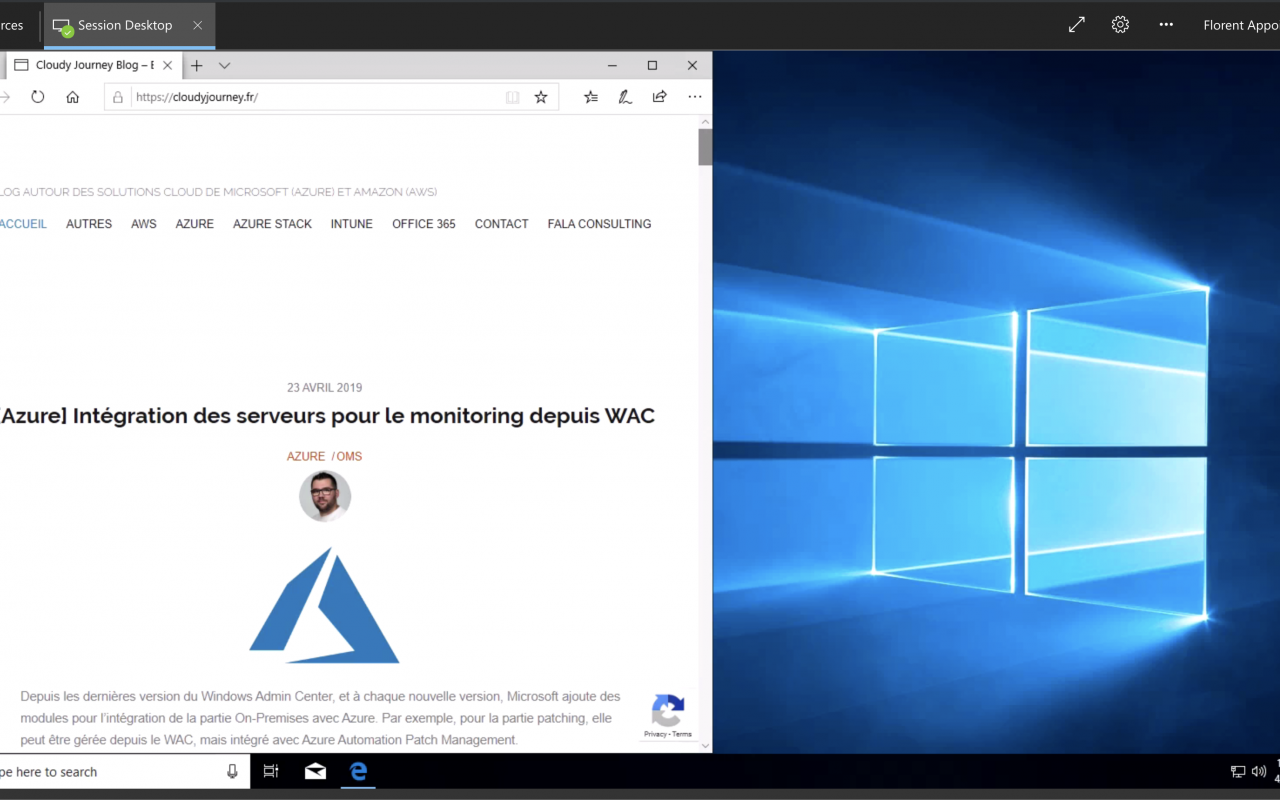 rces
Session Desktop
Florent Appo
Cloudy Journey Blog – E
https://cloudyjourney.fr/
LOG AUTOUR DES SOLUTIONS CLOUD DE MICROSOFT (AZURE) ET AMAZON (AWS)
ACCUEIL AUTRES AWS AZURE AZURE STACK INTUNE OFFICE 365 CONTACT FALA CONSULTING
23 AVRIL 2019
[Azure] Intégration des serveurs pour le monitoring depuis WAC
AZURE / OMS
Depuis les dernières version du Windows Admin Center, et à chaque nouvelle version, Microsoft ajoute des
modules pour l'intégration de la partie On-Premises avec Azure. Par exemple, pour la partie patching, elle
peut être gérée depuis le WAC, mais intégré avec Azure Automation Patch Management.
Privacy - Terms
pe here to search